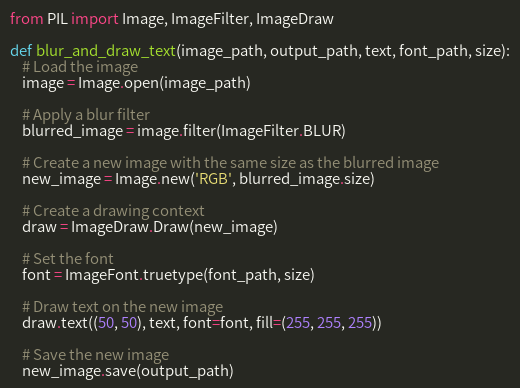 from PIL import Image, ImageFilter, ImageDraw
def blur_and_draw_text(image_path, output_path, text, font_path, size):
# Load the image
image = Image.open(image_path)
# Apply a blur filter
blurred_image = image.filter(ImageFilter.BLUR)
# Create a new image with the same size as the blurred image
new_image = Image.new('RGB', blurred_image.size)
# Create a drawing context
draw = ImageDraw.Draw(new_image)
# Set the font
font = ImageFont.truetype(font_path, size)
# Draw text on the new image
draw.text((50, 50), text, font=font, fill=(255, 255, 255))
# Save the new image
new_image.save(output_path)